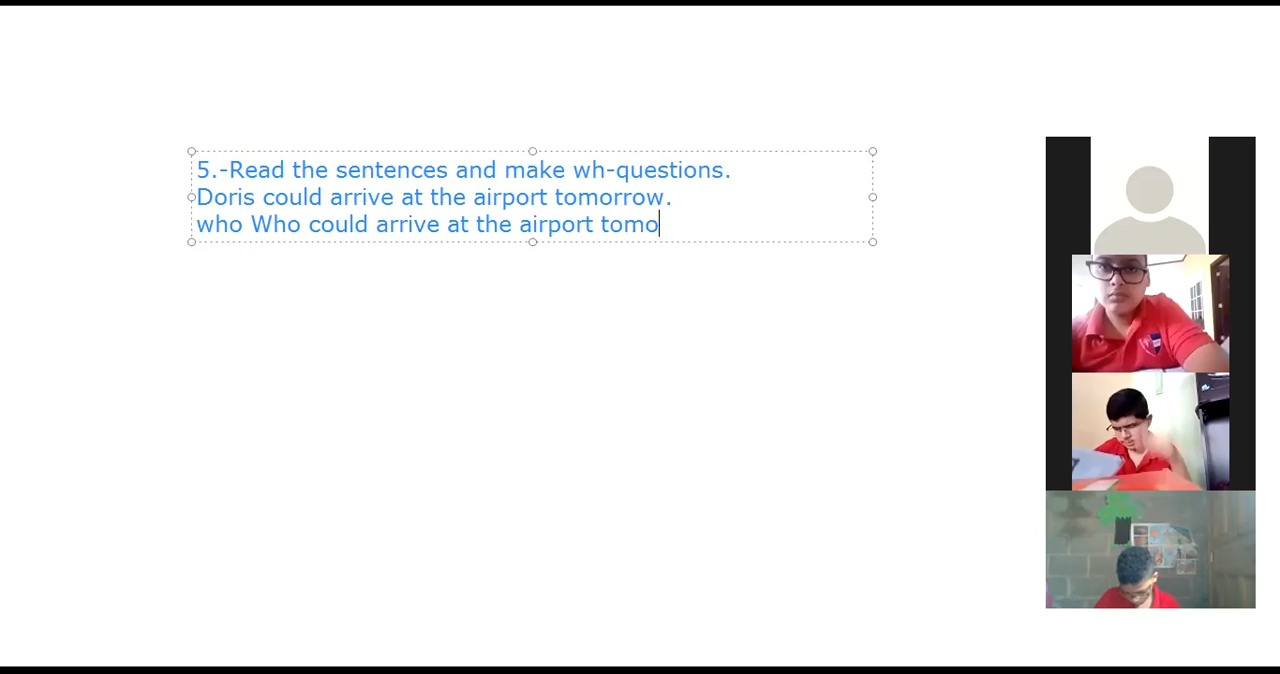 5.-Read the sentences and make wh-questions.
Doris could arrive at the airport tomorrow.
who Who could arrive at the airport tomo